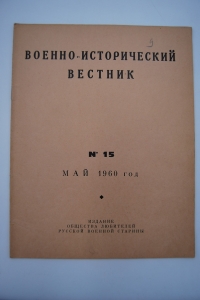 ВОЕННО-ИСТОРИЧЕСКИЙ
ВЕСТНИК
№ 15
МАЙ 1960 год
ИЗДАНИЕ
ОБЩЕСТВА ЛЮБИТЕЛЕЙ
РУССКОЙ ВОЕННОЙ СТАРИНЫ